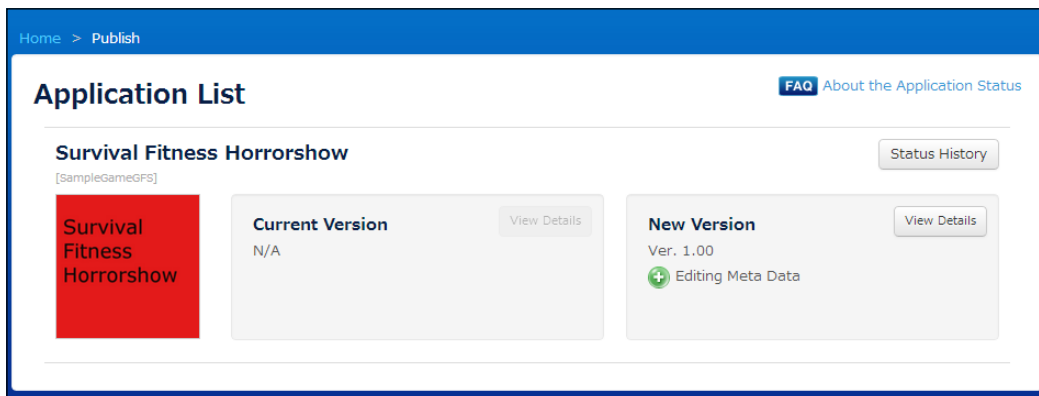 Home > Publish
Application List
FAQ About the Application Status
Survival Fitness Horrorshow
Status History
[SampleGameGFS]
Survival
Fitness
Horrorshow
Current Version
View Details
N/A
New Version
View Details
Ver. 1.00
Editing Meta Data